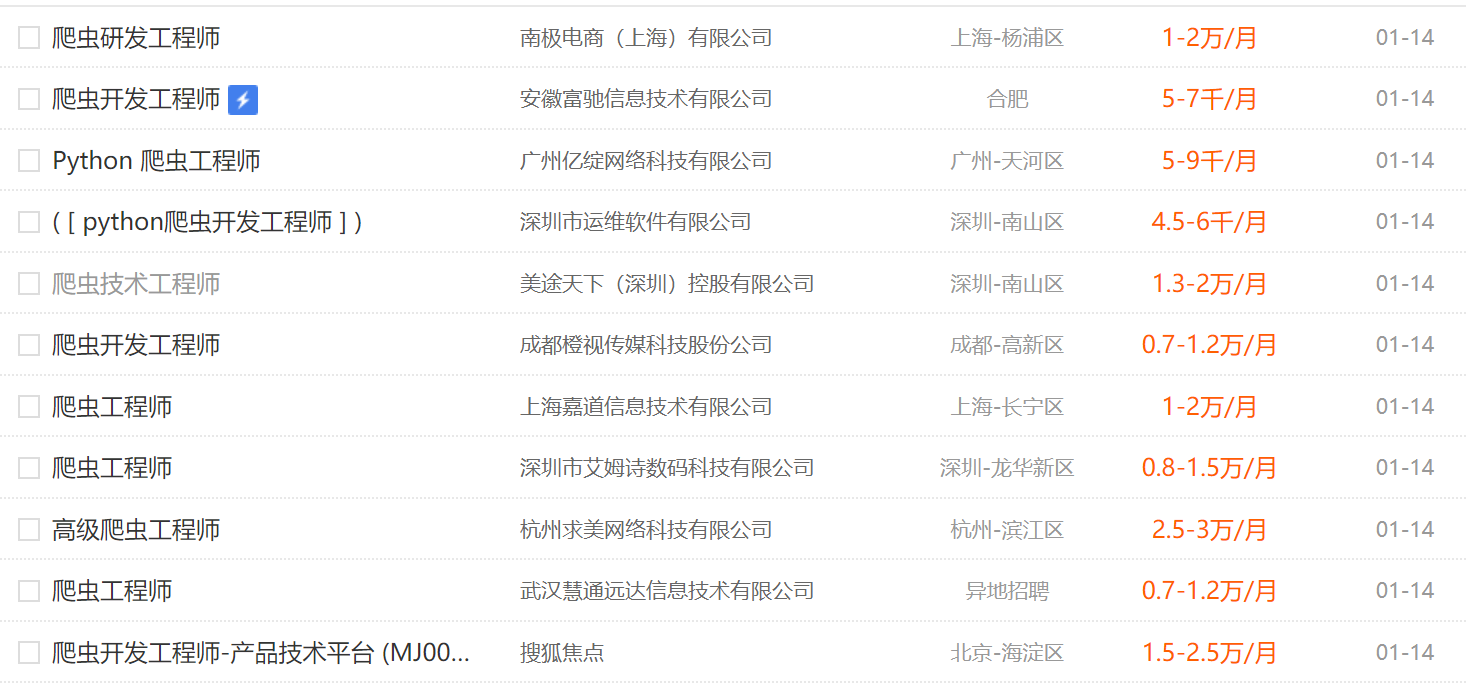 爬虫研发工程师 南极电商（上海）有限公司 上海-杨浦区 1-2万/月 01-14
爬虫开发工程师 安徽富驰信息技术有限公司 合肥 5-7千/月 01-14
Python 爬虫工程师 广州亿绽网络科技有限公司 广州-天河区 5-9千/月 01-14
( [ python爬虫开发工程师 ] ) 深圳市运维软件有限公司 深圳-南山区 4.5-6千/月 01-14
爬虫技术工程师 美途天下（深圳）控股有限公司 深圳-南山区 1.3-2万/月 01-14
爬虫开发工程师 成都橙视传媒科技股份公司 成都-高新区 0.7-1.2万/月 01-14
爬虫工程师 上海嘉道信息技术有限公司 上海-长宁区 1-2万/月 01-14
爬虫工程师 深圳市艾姆诗数码科技有限公司 深圳-龙华新区 0.8-1.5万/月 01-14
高级爬虫工程师 杭州求美网络科技有限公司 杭州-滨江区 2.5-3万/月 01-14
爬虫工程师 武汉慧通远达信息技术有限公司 异地招聘 0.7-1.2万/月 01-14
爬虫开发工程师-产品技术平台 (MJ00... 搜狐焦点 北京-海淀区 1.5-2.5万/月 01-14